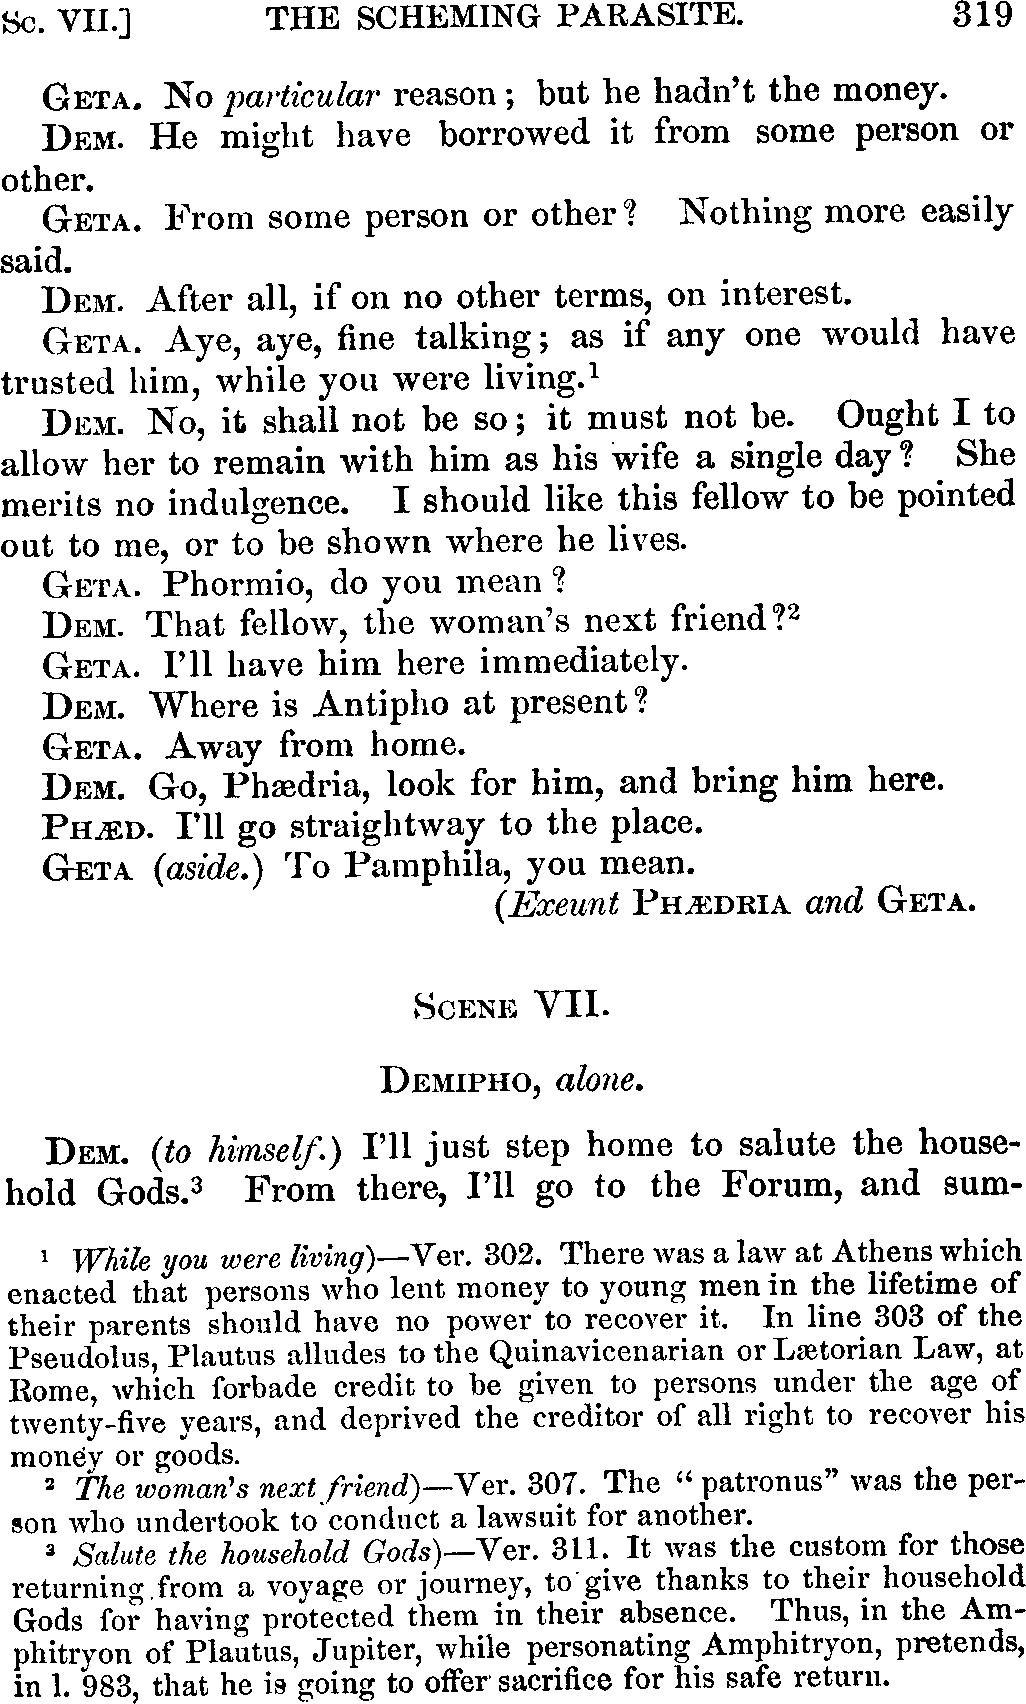 Sc. VII.] THE SCHEMING PARASITE. 319
GETA. No particular reason; but he hadn't the money.
DEM. He might have borrowed it from some person or
other.
GETA. From some person or other? Nothing more easily
said.
DEM. After all, if on no other terms, on interest.
GETA. Aye, aye, fine talking; as if any one would have
trusted him, while you were living.¹
DEM. No, it shall not be so; it must not be. Ought I to
allow her to remain with him as his wife a single day? She
merits no indulgence. I should like this fellow to be pointed
out to me, or to be shown where he lives.
GETA. Phormio, do you mean?
DEM. That fellow, the woman's next friend?²
GETA. I'll have him here immediately.
DEM. Where is Antipho at present?
GETA. Away from home.
DEM. Go, Phædria, look for him, and bring him here.
PHÆD. I'll go straightway to the place.
GETA (aside.) To Pamphila, you mean.
(Exeunt PHÆDRIA and GETA.
SCENE VII.
DEMIPHO, alone.
DEM. (to himself.) I'll just step home to salute the house-
hold Gods.³ From there, I'll go to the Forum, and sum-
¹ While you were living)—Ver. 302. There was a law at Athens which
enacted that persons who lent money to young men in the lifetime of
their parents should have no power to recover it. In line 303 of the
Pseudolus, Plautus alludes to the Quinavicenarian or Lætorian Law, at
Rome, which forbade credit to be given to persons under the age of
twenty-five years, and deprived the creditor of all right to recover his
money or goods.
² The woman's next friend)—Ver. 307. The "patronus" was the per-
son who undertook to conduct a lawsuit for another.
³ Salute the household Gods)—Ver. 311. It was the custom for those
returning from a voyage or journey, to give thanks to their household
Gods for having protected them in their absence. Thus, in the Am-
phitryon of Plautus, Jupiter, while personating Amphitryon, pretends,
in l. 983, that he is going to offer sacrifice for his safe return.